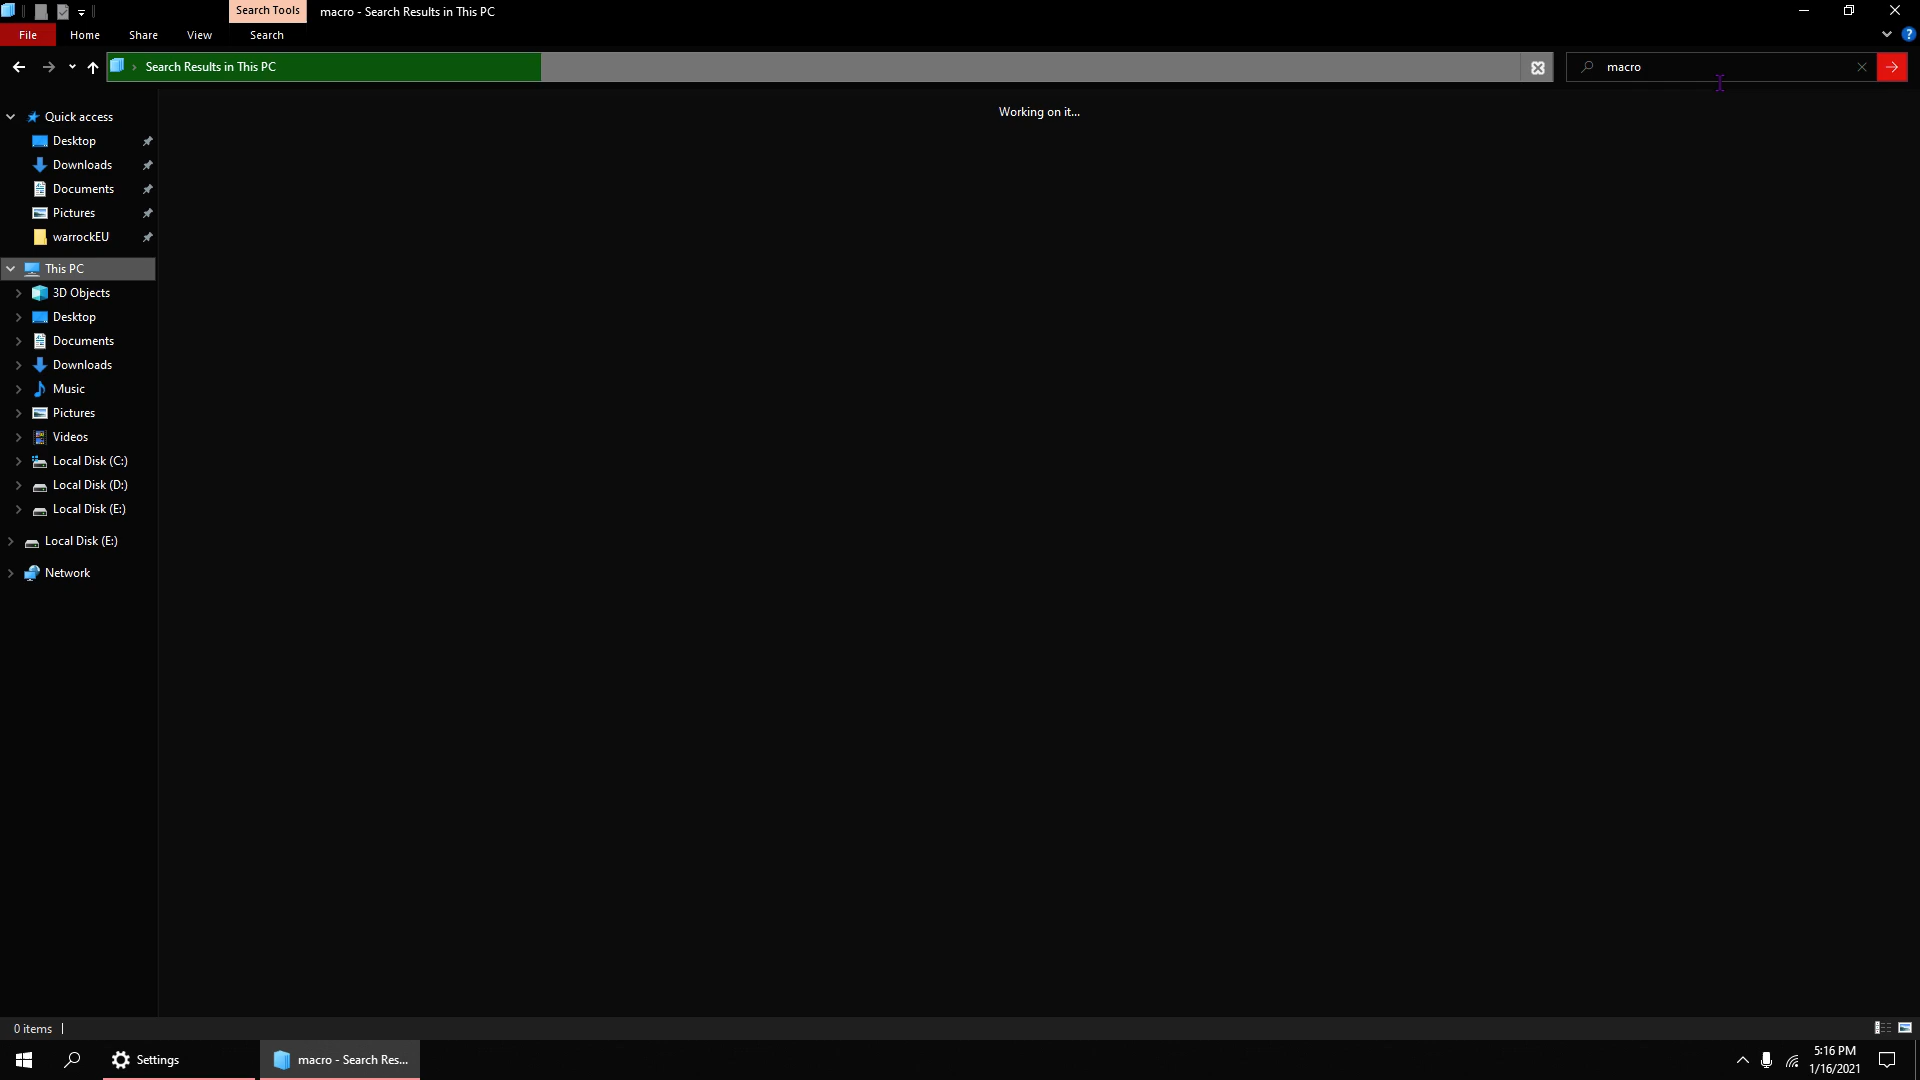 Search Tools
macro - Search Results in This PC
File
Home
Share
View
Search
?
Search Results in This PC
macro
Working on it...
Quick access
Desktop
Downloads
Documents
Pictures
warrockEU
This PC
3D Objects
Desktop
Documents
Downloads
Music
Pictures
Videos
Local Disk (C:)
Local Disk (D:)
Local Disk (E:)
Local Disk (E:)
Network
0 items
Settings
macro - Search Res...
5:16 PM
1/16/2021